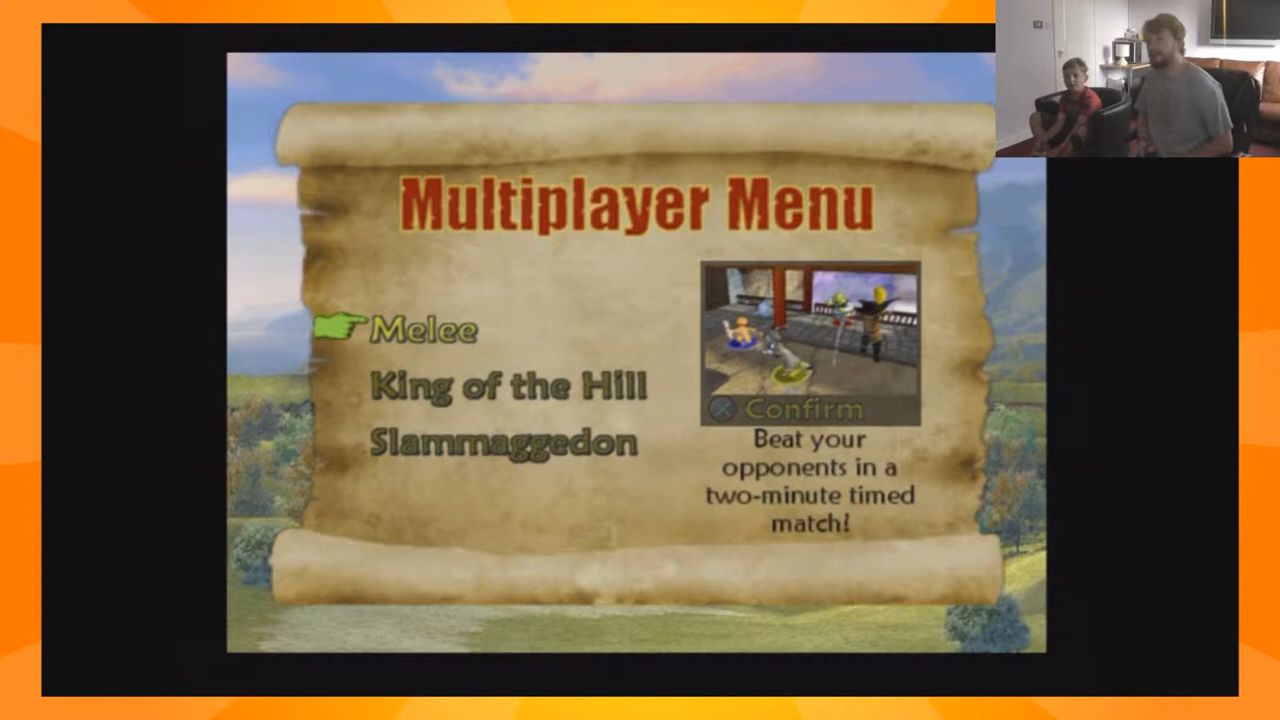 Multiplayer Menu
Melee
King of the Hill
Slammaggedon
Confirm
Beat your
opponents in a
two-minute timed
match!